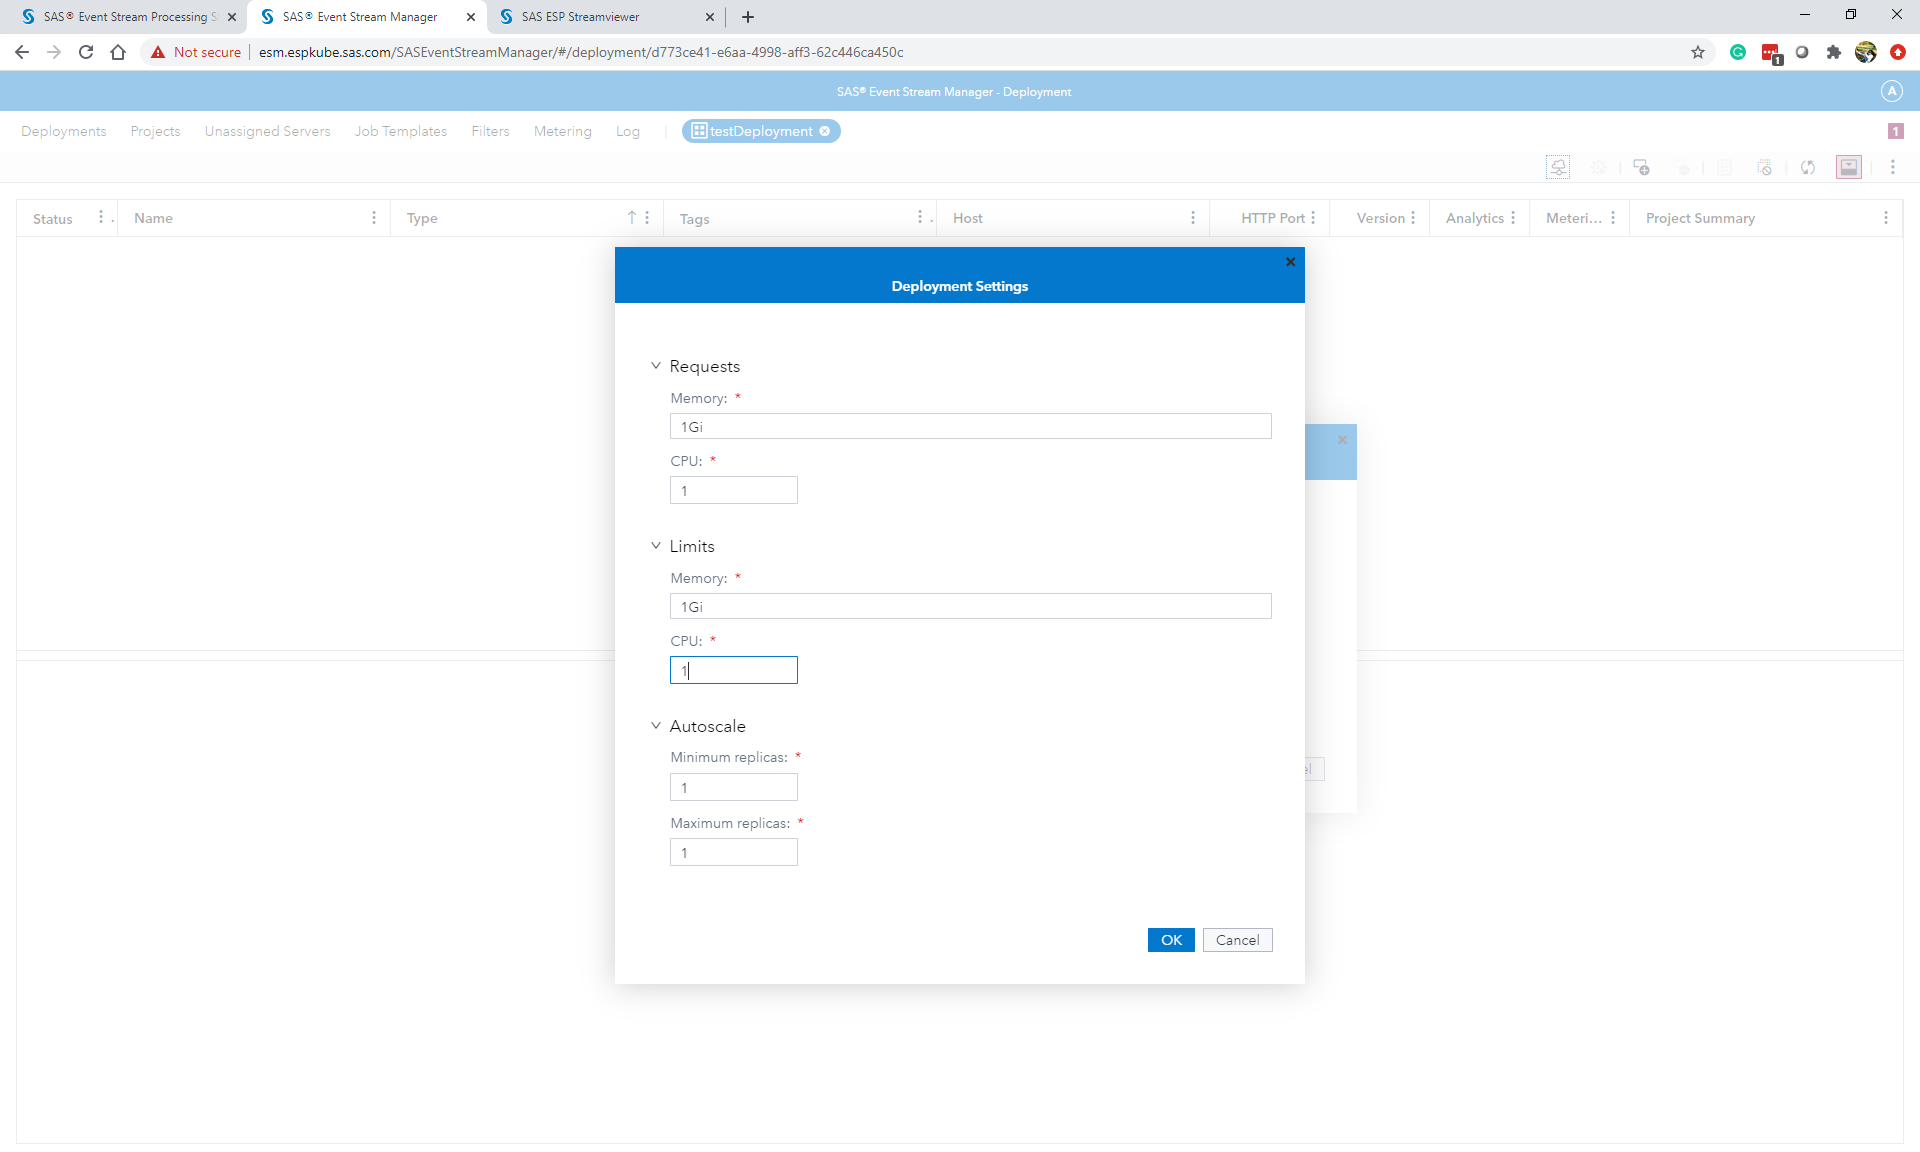 SAS® Event Stream Processing S
SAS® Event Stream Manager
SAS ESP Streamviewer
Not secure
esm.espkube.sas.com/SASEventStreamManager/#/deployment/d773ce41-e6aa-4998-aff3-62c446ca450c
1
SAS® Event Stream Manager - Deployment
A
Deployments
Projects
Unassigned Servers
Job Templates
Filters
Metering
Log
testDeployment
1
Status
Name
Type
Tags
Host
HTTP Port
Version
Analytics
Meteri...
Project Summary
Deployment Settings
Requests
Memory: *
1Gi
CPU: *
1
Limits
Memory: *
1Gi
CPU: *
1
Autoscale
Minimum replicas: *
1
Maximum replicas: *
1
el
OK
Cancel